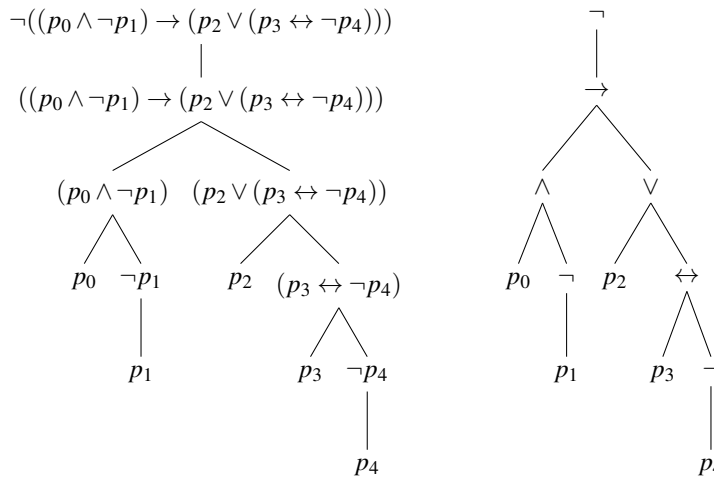 ¬((p₀ ∧ ¬p₁) → (p₂ ∨ (p₃ ↔ ¬p₄))) ¬
((p₀ ∧ ¬p₁) → (p₂ ∨ (p₃ ↔ ¬p₄))) →
(p₀ ∧ ¬p₁) (p₂ ∨ (p₃ ↔ ¬p₄)) ∧ ∨
p₀ ¬p₁ p₂ (p₃ ↔ ¬p₄) p₀ ¬ p₂ ↔
p₁ p₃ ¬p₄ p₁ p₃ ¬
p₄